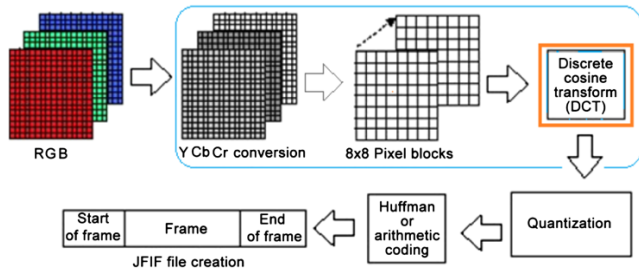 RGB
Y Cb Cr conversion
8x8 Pixel blocks
Discrete
cosine
transform
(DCT)
Quantization
Huffman
or
arithmetic
coding
Start
of frame
Frame
End
of frame
JFIF file creation